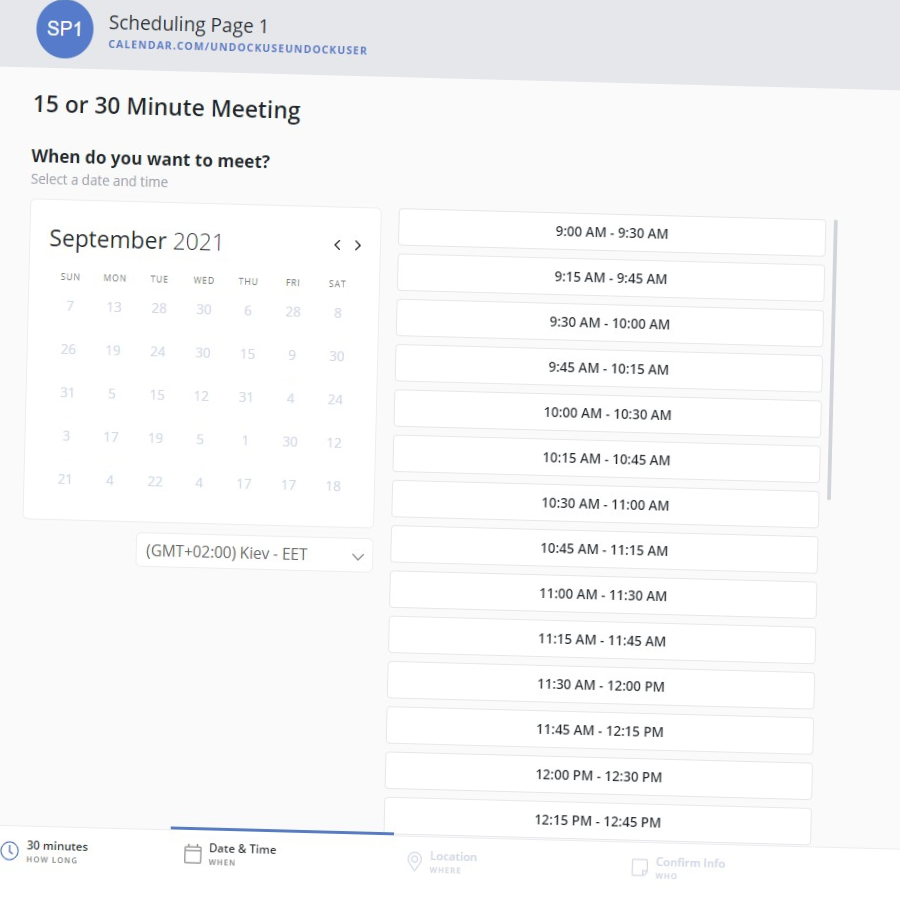 SP1
Scheduling Page 1
CALENDAR.COM/UNDOCKUSEUNDOCKUSER
15 or 30 Minute Meeting
When do you want to meet?
Select a date and time
September 2021
SUN MON TUE WED THU FRI SAT
7 13 28 30 6 28 8
26 19 24 30 15 9 30
31 5 15 12 31 4 24
3 17 19 5 1 30 12
21 4 22 4 17 17 18
(GMT+02:00) Kiev - EET
9:00 AM - 9:30 AM
9:15 AM - 9:45 AM
9:30 AM - 10:00 AM
9:45 AM - 10:15 AM
10:00 AM - 10:30 AM
10:15 AM - 10:45 AM
10:30 AM - 11:00 AM
10:45 AM - 11:15 AM
11:00 AM - 11:30 AM
11:15 AM - 11:45 AM
11:30 AM - 12:00 PM
11:45 AM - 12:15 PM
12:00 PM - 12:30 PM
12:15 PM - 12:45 PM
30 minutes
HOW LONG
Date & Time
WHEN
Location
WHERE
Confirm Info
WHO